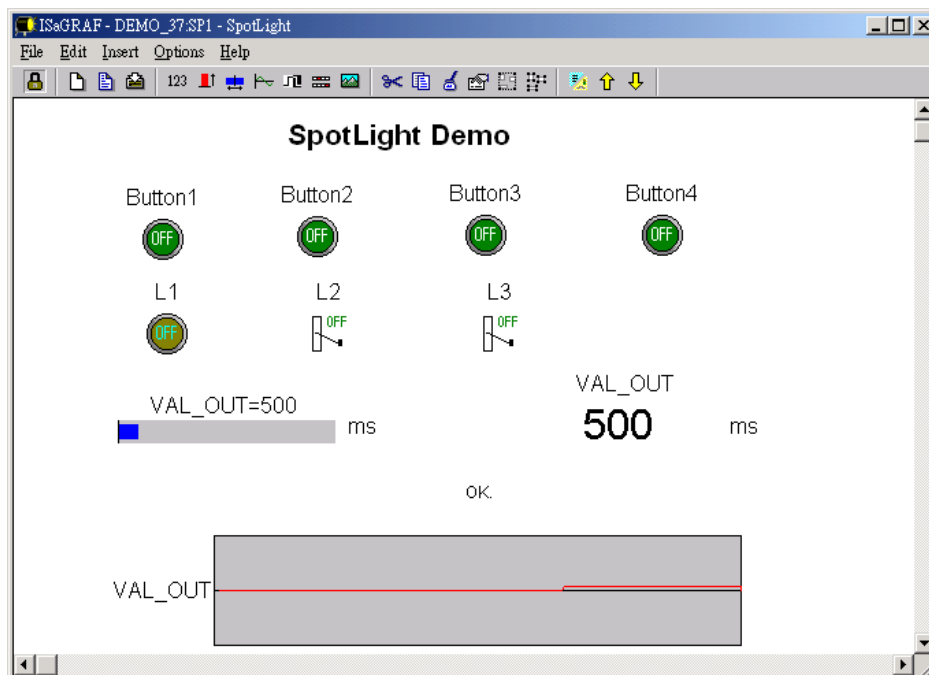 ISaGRAF - DEMO_37:SP1 - SpotLight
File Edit Insert Options Help
123
SpotLight Demo
Button1 Button2 Button3 Button4
OFF OFF OFF OFF
L1 L2 L3
OFF OFF OFF
VAL_OUT=500
ms
VAL_OUT
500 ms
OK.
VAL_OUT